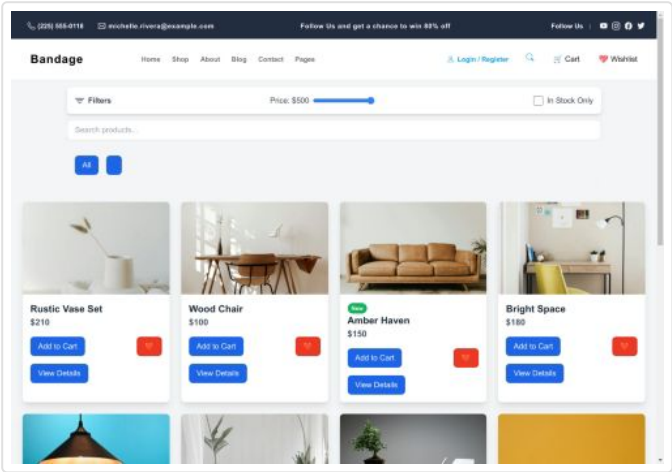 (225) 555-0118 michelle.rivera@example.com Follow Us and get a chance to win 80% off Follow Us :
Bandage Home Shop About Blog Contact Pages Login / Register Cart Wishlist
Filters Price: $500 In Stock Only
Search products...
All
Rustic Vase Set
$210
Add to Cart
View Details
Wood Chair
$100
Add to Cart
View Details
New
Amber Haven
$150
Add to Cart
View Details
Bright Space
$180
Add to Cart
View Details